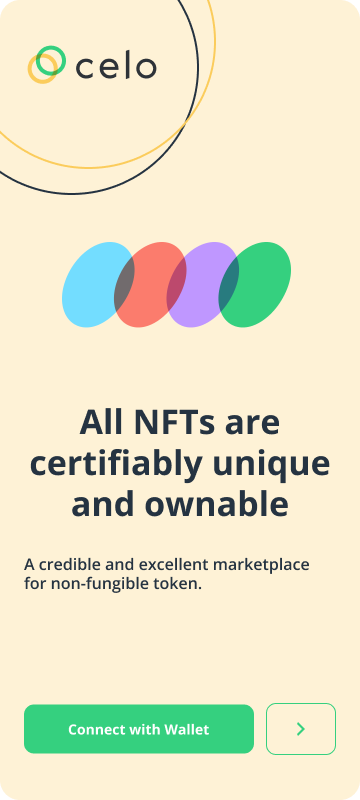 celo
All NFTs are
certifiably unique
and ownable
A credible and excellent marketplace
for non-fungible token.
Connect with Wallet